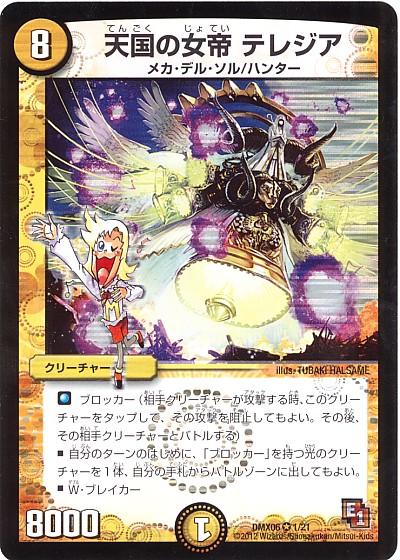 8
てんごく じょてい
天国の女帝 テレジア
メカ・デル・ソル/ハンター
クリーチャー
illus. TUBAKI HALSAME
ブロッカー(相手クリーチャーが攻撃する時、このクリ
ーチャーをタップして、その攻撃を阻止してもよい。その後、
その相手クリーチャーとバトルする)
■ 自分のターンのはじめに、「ブロッカー」を持つ光のクリー
チャーを1体、自分の手札からバトルゾーンに出してもよい。
■ W・ブレイカー
8000
1
E1
DMX06 1/21
©2012 Wizards/Shogakukan/Mitsui-Kids